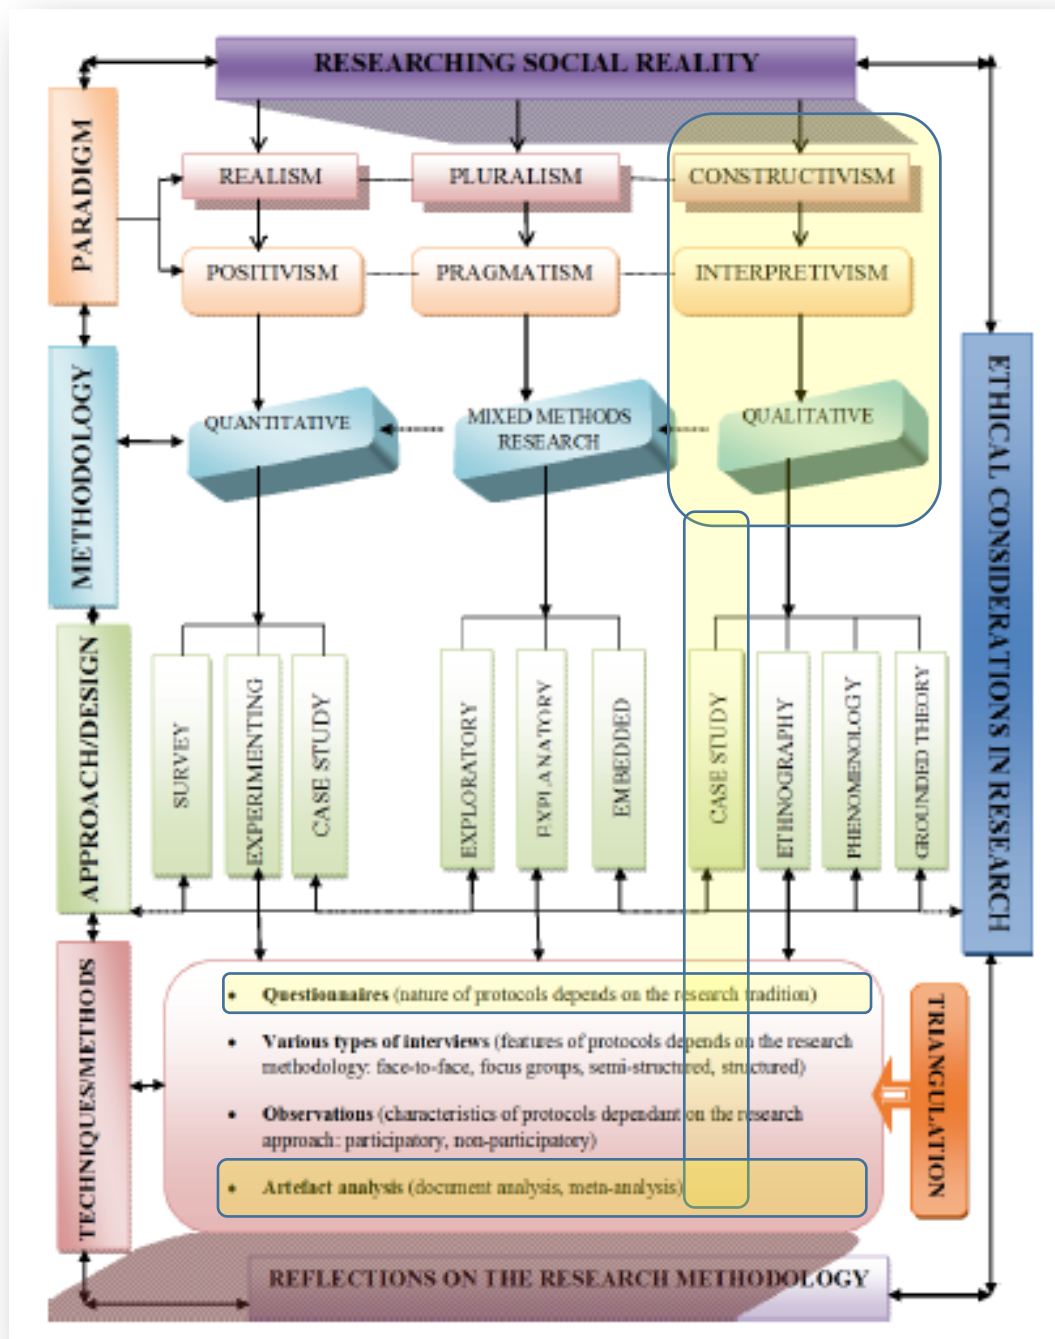 RESEARCHING SOCIAL REALITY
PARADIGM
REALISM
PLURALISM
CONSTRUCTIVISM
POSITIVISM
PRAGMATISM
INTERPRETIVISM
METHODOLOGY
QUANTITATIVE
MIXED METHODS
RESEARCH
QUALITATIVE
ETHICAL CONSIDERATIONS IN RESEARCH
APPROACH/DESIGN
SURVEY
EXPERIMENTING
CASE STUDY
EXPLORATORY
EXPLANATORY
EMBEDDED
CASE STUDY
ETHNOGRAPHY
PHENOMENOLOGY
GROUNDED THEORY
TECHNIQUES/METHODS
• Questionnaires (nature of protocols depends on the research tradition)
• Various types of interviews (features of protocols depends on the research
methodology: face-to-face, focus groups, semi-structured, structured)
• Observations (characteristics of protocols dependant on the research
approach: participatory, non-participatory)
• Artefact analysis (document analysis, meta-analysis)
TRIANGULATION
REFLECTIONS ON THE RESEARCH METHODOLOGY